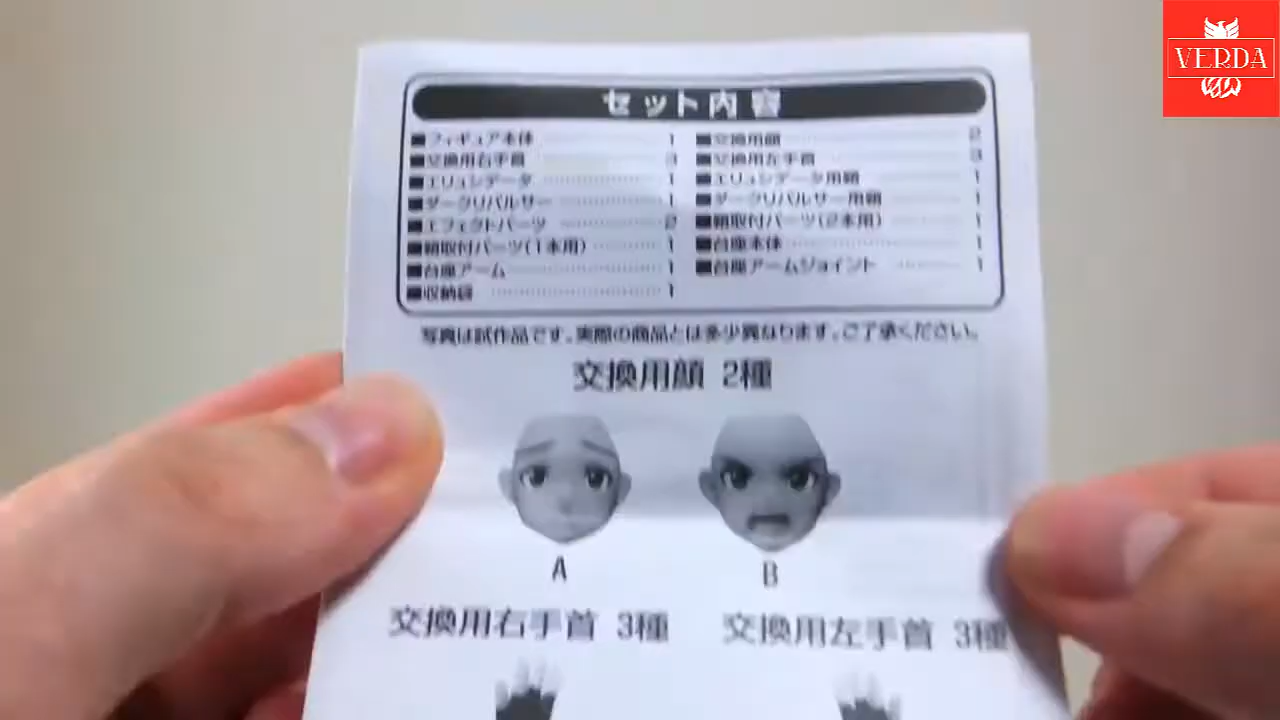 VERDA
セット内容
■フィギュア本体 1
■交換用顔 2
■交換用右手首 3
■交換用左手首 3
■エリュシデータ 1
■エリュシデータ用鞘 1
■ダークリパルサー 1
■ダークリパルサー用鞘 1
■エフェクトパーツ 2
■鞘取付パーツ(2本用) 1
■鞘取付パーツ(1本用) 1
■台座本体 1
■台座アーム 1
■台座アームジョイント 1
■収納袋 1
写真は試作品です。実際の商品とは多少異なります。ご了承ください。
交換用顔 2種
A
B
交換用右手首 3種
交換用左手首 3種